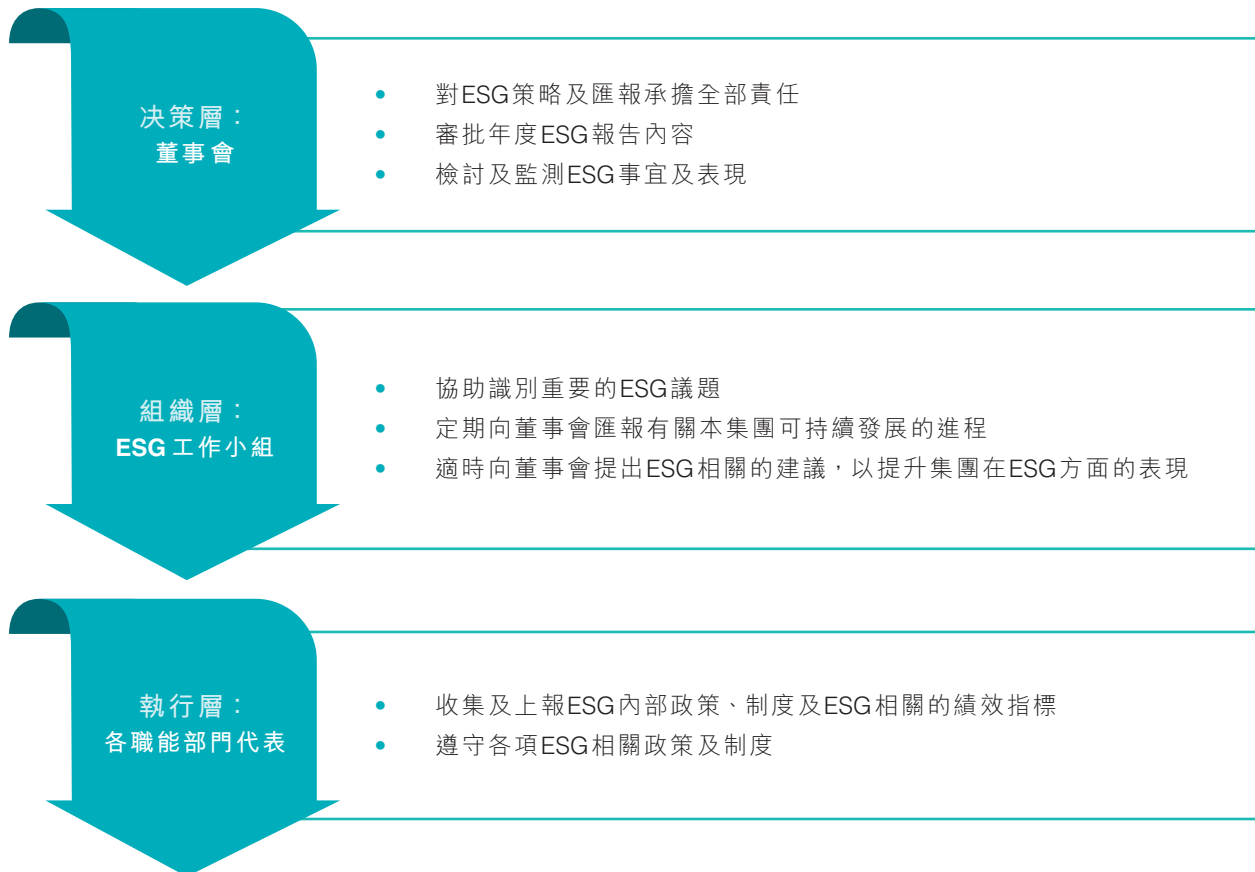 决策層：
董事會
• 對ESG策略及匯報承擔全部責任
• 審批年度ESG報告內容
• 檢討及監測ESG事宜及表現
組織層：
ESG工作小組
• 協助識別重要的ESG議題
• 定期向董事會匯報有關本集團可持續發展的進程
• 適時向董事會提出ESG相關的建議，以提升集團在ESG方面的表現
執行層：
各職能部門代表
• 收集及上報ESG內部政策、制度及ESG相關的績效指標
• 遵守各項ESG相關政策及制度